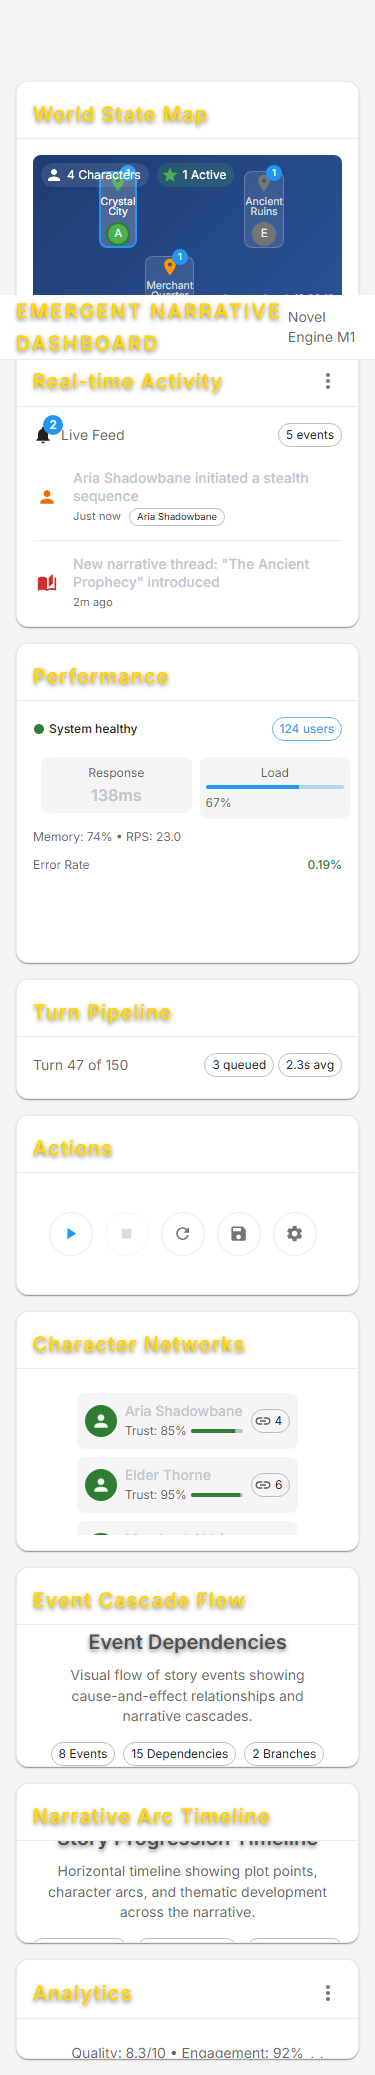 World State Map
4 Characters
1 Active
1
1
Crystal
City
Ancient
Ruins
A
E
1
Merchant
EMERGENT NARRATIVE
DASHBOARD
Novel
Engine M1
Real-time Activity
2
Live Feed
5 events
Aria Shadowbane initiated a stealth
sequence
Just now
Aria Shadowbane
New narrative thread: "The Ancient
Prophecy" introduced
2m ago
Performance
System healthy
124 users
Response
138ms
Load
67%
Memory: 74% • RPS: 23.0
Error Rate
0.19%
Turn Pipeline
Turn 47 of 150
3 queued
2.3s avg
Actions
Character Networks
Aria Shadowbane
Trust: 85%
4
Elder Thorne
Trust: 95%
6
Event Cascade Flow
Event Dependencies
Visual flow of story events showing
cause-and-effect relationships and
narrative cascades.
8 Events
15 Dependencies
2 Branches
Narrative Arc Timeline
Story Progression Timeline
Horizontal timeline showing plot points,
character arcs, and thematic development
across the narrative.
Analytics
Quality: 8.3/10 • Engagement: 92%